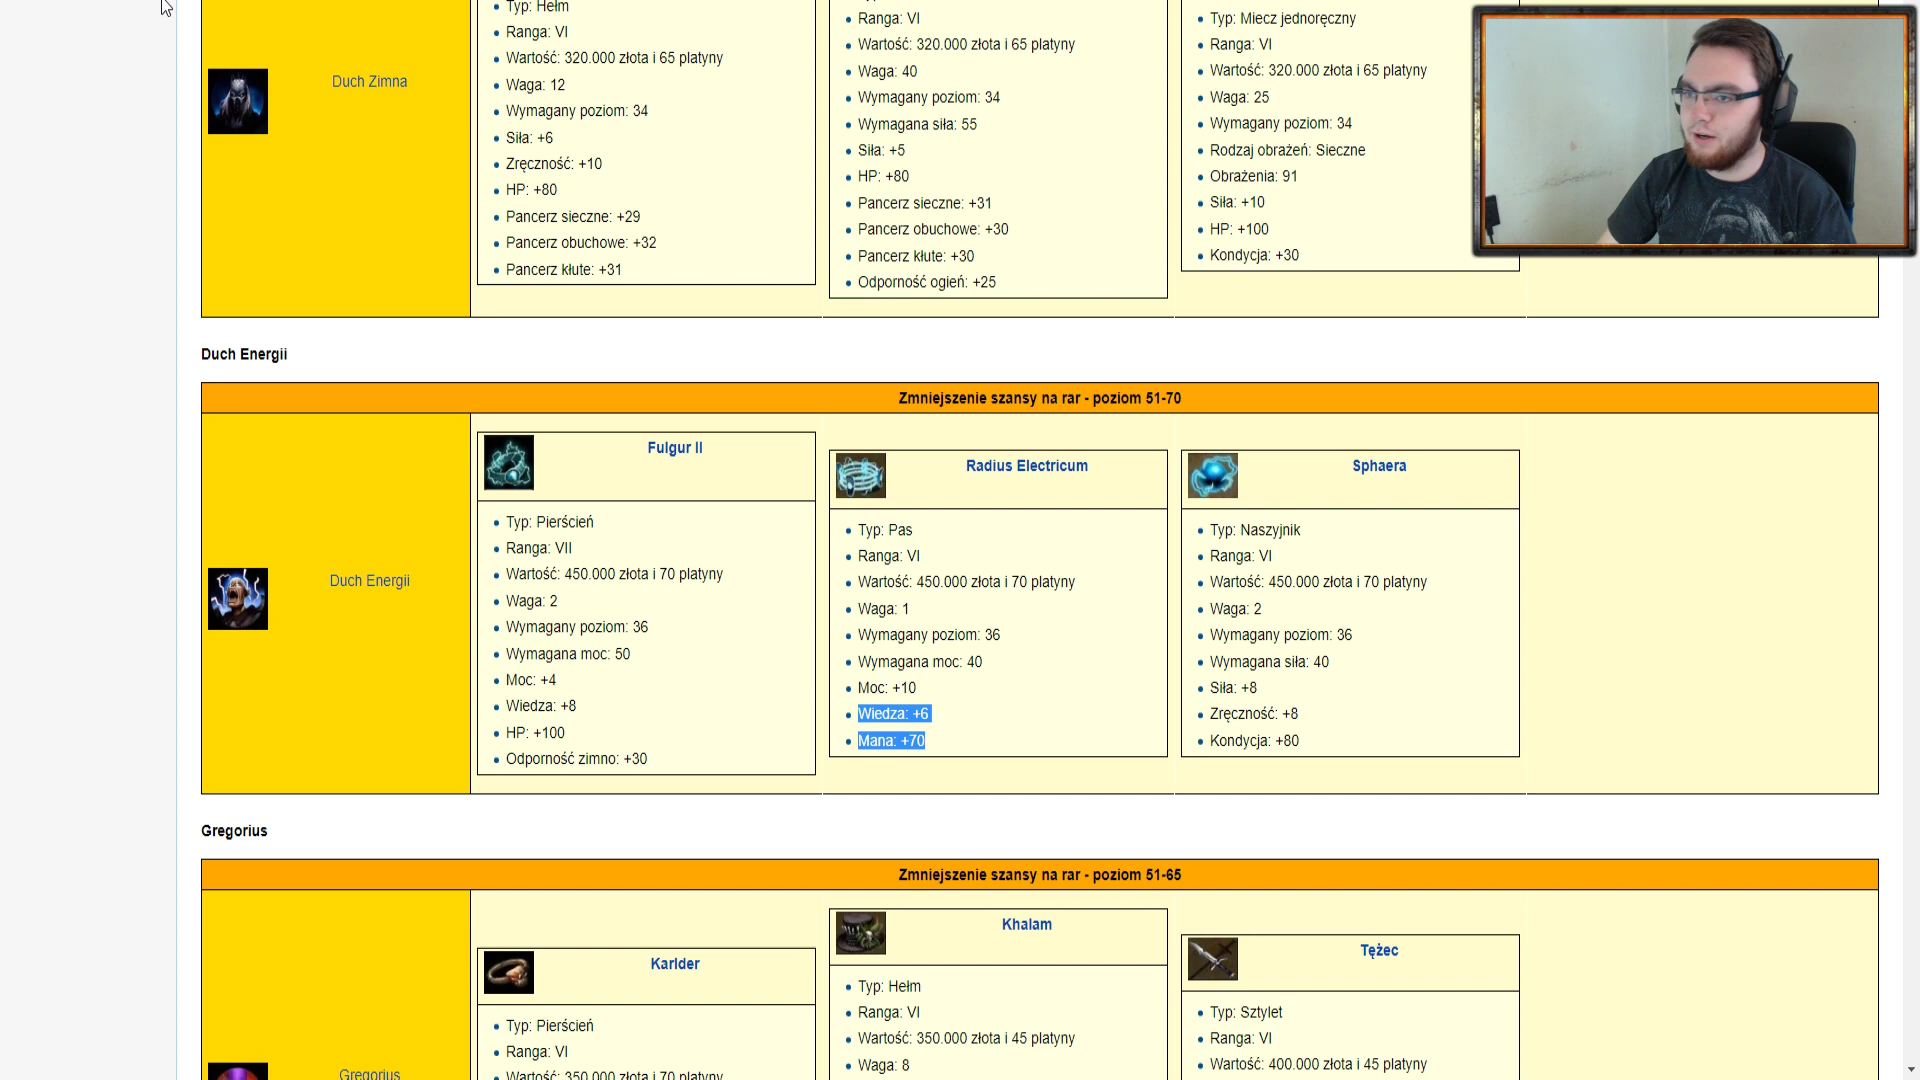 Duch Zimna
Typ: Hełm
Ranga: VI
Wartość: 320.000 złota i 65 platyny
Waga: 12
Wymagany poziom: 34
Siła: +6
Zręczność: +10
HP: +80
Pancerz sieczne: +29
Pancerz obuchowe: +32
Pancerz kłute: +31
Ranga: VI
Wartość: 320.000 złota i 65 platyny
Waga: 40
Wymagany poziom: 34
Wymagana siła: 55
Siła: +5
HP: +80
Pancerz sieczne: +31
Pancerz obuchowe: +30
Pancerz kłute: +30
Odporność ogień: +25
Typ: Miecz jednoręczny
Ranga: VI
Wartość: 320.000 złota i 65 platyny
Waga: 25
Wymagany poziom: 34
Rodzaj obrażeń: Sieczne
Obrażenia: 91
Siła: +10
HP: +100
Kondycja: +30
Duch Energii
Zmniejszenie szansy na rar - poziom 51-70
Duch Energii
Fulgur II
Typ: Pierścień
Ranga: VII
Wartość: 450.000 złota i 70 platyny
Waga: 2
Wymagany poziom: 36
Wymagana moc: 50
Moc: +4
Wiedza: +8
HP: +100
Odporność zimno: +30
Radius Electricum
Typ: Pas
Ranga: VI
Wartość: 450.000 złota i 70 platyny
Waga: 1
Wymagany poziom: 36
Wymagana moc: 40
Moc: +10
Wiedza: +6
Mana: +70
Sphaera
Typ: Naszyjnik
Ranga: VI
Wartość: 450.000 złota i 70 platyny
Waga: 2
Wymagany poziom: 36
Wymagana siła: 40
Siła: +8
Zręczność: +8
Kondycja: +80
Gregorius
Zmniejszenie szansy na rar - poziom 51-65
Gregorius
Karlder
Typ: Pierścień
Ranga: VI
Wartość: 350.000 złota i 70 platyny
Khalam
Typ: Hełm
Ranga: VI
Wartość: 350.000 złota i 45 platyny
Waga: 8
Tężec
Typ: Sztylet
Ranga: VI
Wartość: 400.000 złota i 45 platyny